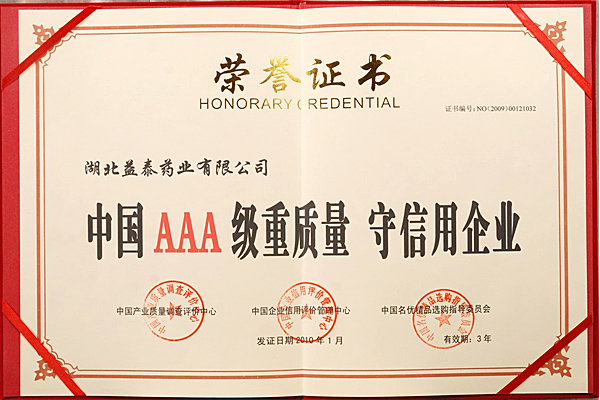 荣誉证书
HONORARY CREDENTIAL
证书编号:NO(2009)00121032
湖北益泰药业有限公司
中国 AAA 级重质量 守信用企业
中国产业质量调查评价中心
中国企业信用评价管理中心
中国名优精品选购指导委员会
发证日期2010年1月
有效期:3年